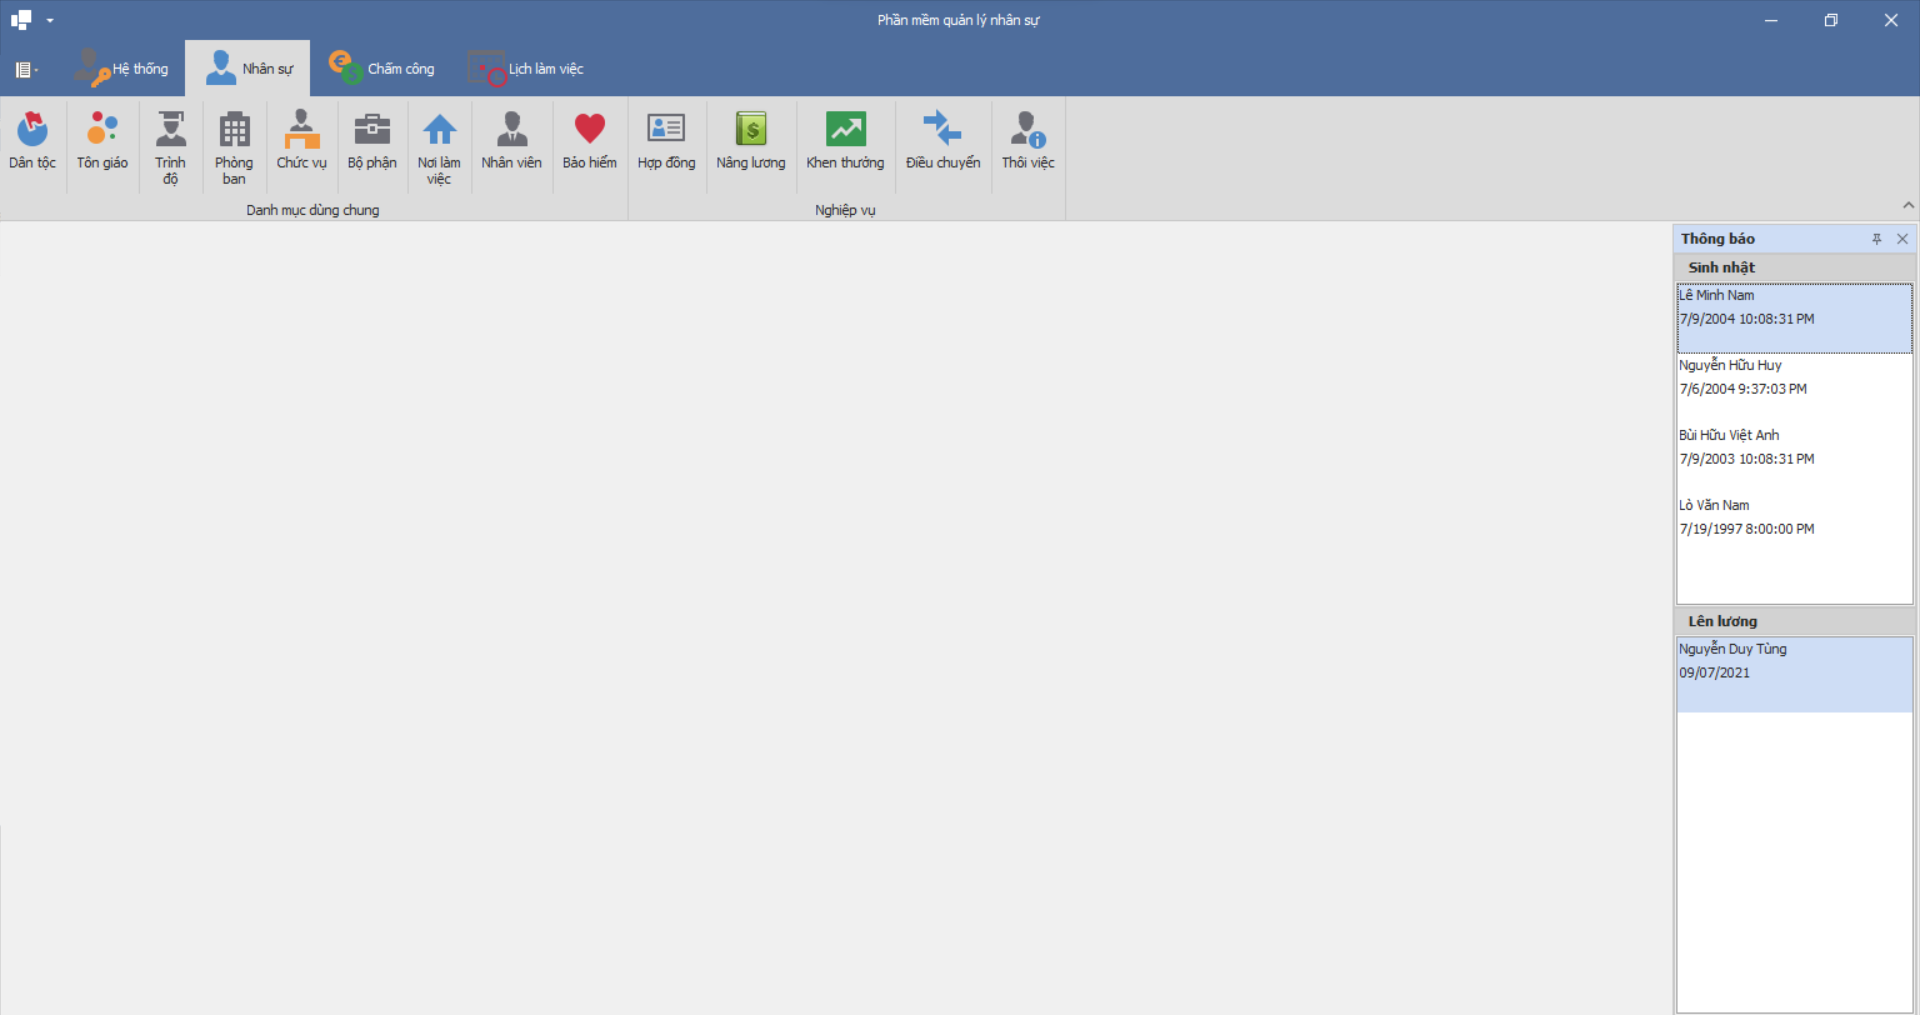 Phần mềm quản lý nhân sự
Hệ thống
Nhân sự
Chấm công
Lịch làm việc
Dân tộc
Tôn giáo
Trình
độ
Phòng
ban
Chức vụ
Bộ phận
Nơi làm
việc
Nhân viên
Bảo hiểm
Hợp đồng
Nâng lương
Khen thưởng
Điều chuyển
Thôi việc
Danh mục dùng chung
Nghiệp vụ
Thông báo
Sinh nhật
Lê Minh Nam
7/9/2004 10:08:31 PM
Nguyễn Hữu Huy
7/6/2004 9:37:03 PM
Bùi Hữu Việt Anh
7/9/2003 10:08:31 PM
Lò Văn Nam
7/19/1997 8:00:00 PM
Lên lương
Nguyễn Duy Tùng
09/07/2021